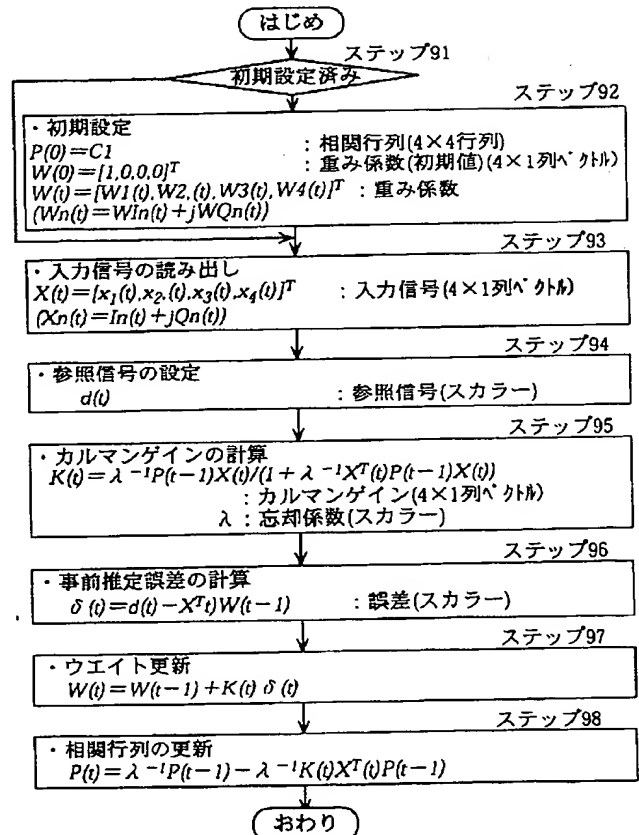 はじめ
ステップ91
初期設定済み
ステップ92
・初期設定
P(0)=C1 : 相関行列(4×4行列)
W(0)=[1,0,0,0]ᵀ : 重み係数(初期値)(4×1列ベクトル)
W(t)=[W1(t),W2,(t),W3(t),W4(t)]ᵀ : 重み係数
(Wn(t)=WIn(t)+jWQn(t))
ステップ93
・入力信号の読み出し
X(t)=[x₁(t),x₂,(t),x₃(t),x₄(t)]ᵀ : 入力信号(4×1列ベクトル)
(Xn(t)=In(t)+jQn(t))
ステップ94
・参照信号の設定
d(t) : 参照信号(スカラー)
ステップ95
・カルマンゲインの計算
K(t)=λ⁻¹P(t−1)X(t)/(1+λ⁻¹Xᵀ(t)P(t−1)X(t))
: カルマンゲイン(4×1列ベクトル)
λ : 忘却係数(スカラー)
ステップ96
・事前推定誤差の計算
δ(t)=d(t)−Xᵀt)W(t−1) : 誤差(スカラー)
ステップ97
・ウエイト更新
W(t)=W(t−1)+K(t)δ(t)
ステップ98
・相関行列の更新
P(t)=λ⁻¹P(t−1)−λ⁻¹K(t)Xᵀ(t)P(t−1)
おわり